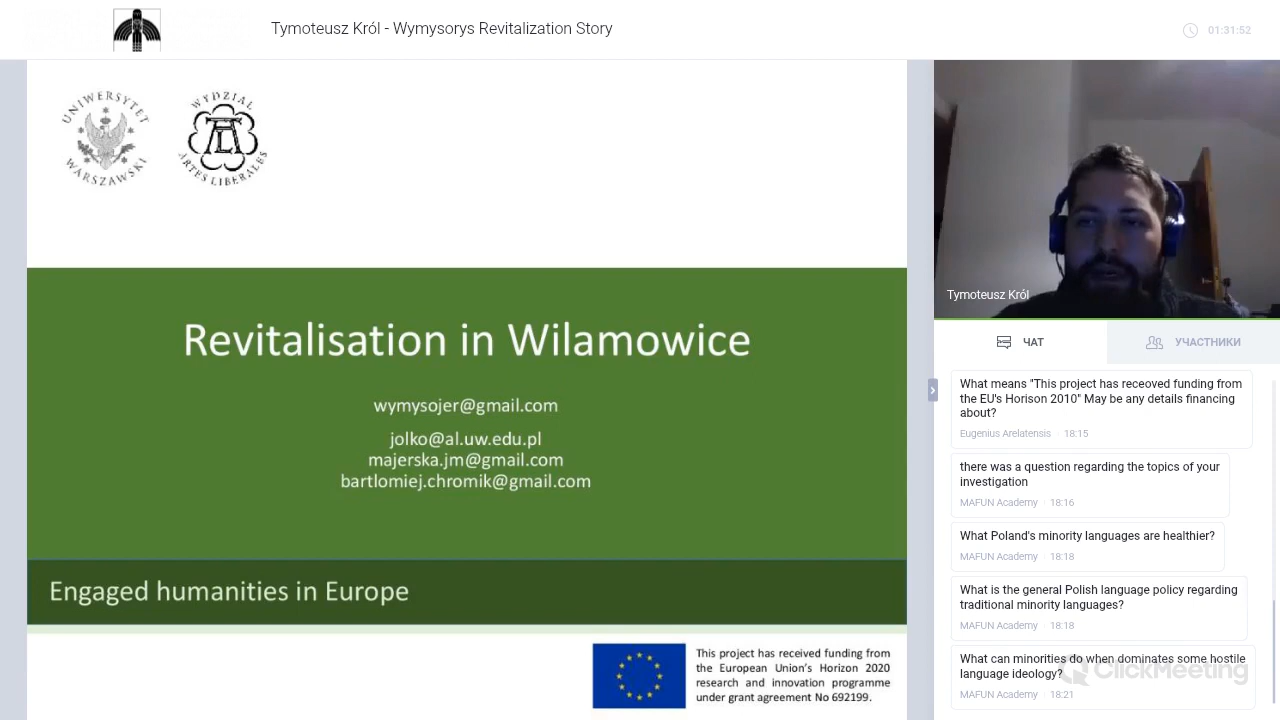 Tymoteusz Król - Wymysorys Revitalization Story
01:31:52
UNIWERSYTET
WARSZAWSKI
WYDZIAŁ
ARTES LIBERALES
Revitalisation in Wilamowice
wymysojer@gmail.com
jolko@al.uw.edu.pl
majerska.jm@gmail.com
bartlomiej.chromik@gmail.com
Engaged humanities in Europe
This project has received funding from
the European Union's Horizon 2020
research and innovation programme
under grant agreement No 692199.
Tymoteusz Król
ЧАТ
УЧАСТНИКИ
What means "This project has receoved funding from
the EU's Horison 2010" May be any details financing
about?
Eugenius Arelatensis · 18:15
there was a question regarding the topics of your
investigation
MAFUN Academy · 18:16
What Poland's minority languages are healthier?
MAFUN Academy · 18:18
What is the general Polish language policy regarding
traditional minority languages?
MAFUN Academy · 18:18
What can minorities do when dominates some hostile
language ideology?
MAFUN Academy · 18:21
ClickMeeting